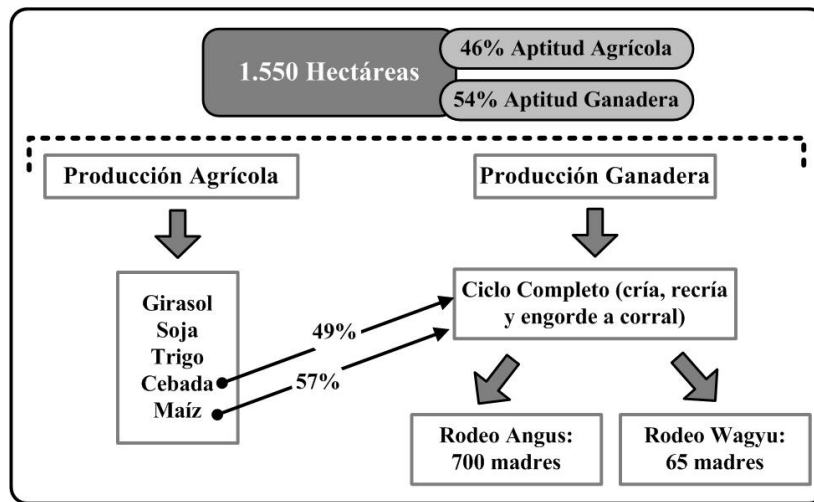 1.550 Hectáreas
46% Aptitud Agrícola
54% Aptitud Ganadera
Producción Agrícola
Producción Ganadera
Girasol
Soja
Trigo
Cebada
Maíz
49%
57%
Ciclo Completo (cría, recría
y engorde a corral)
Rodeo Angus:
700 madres
Rodeo Wagyu:
65 madres